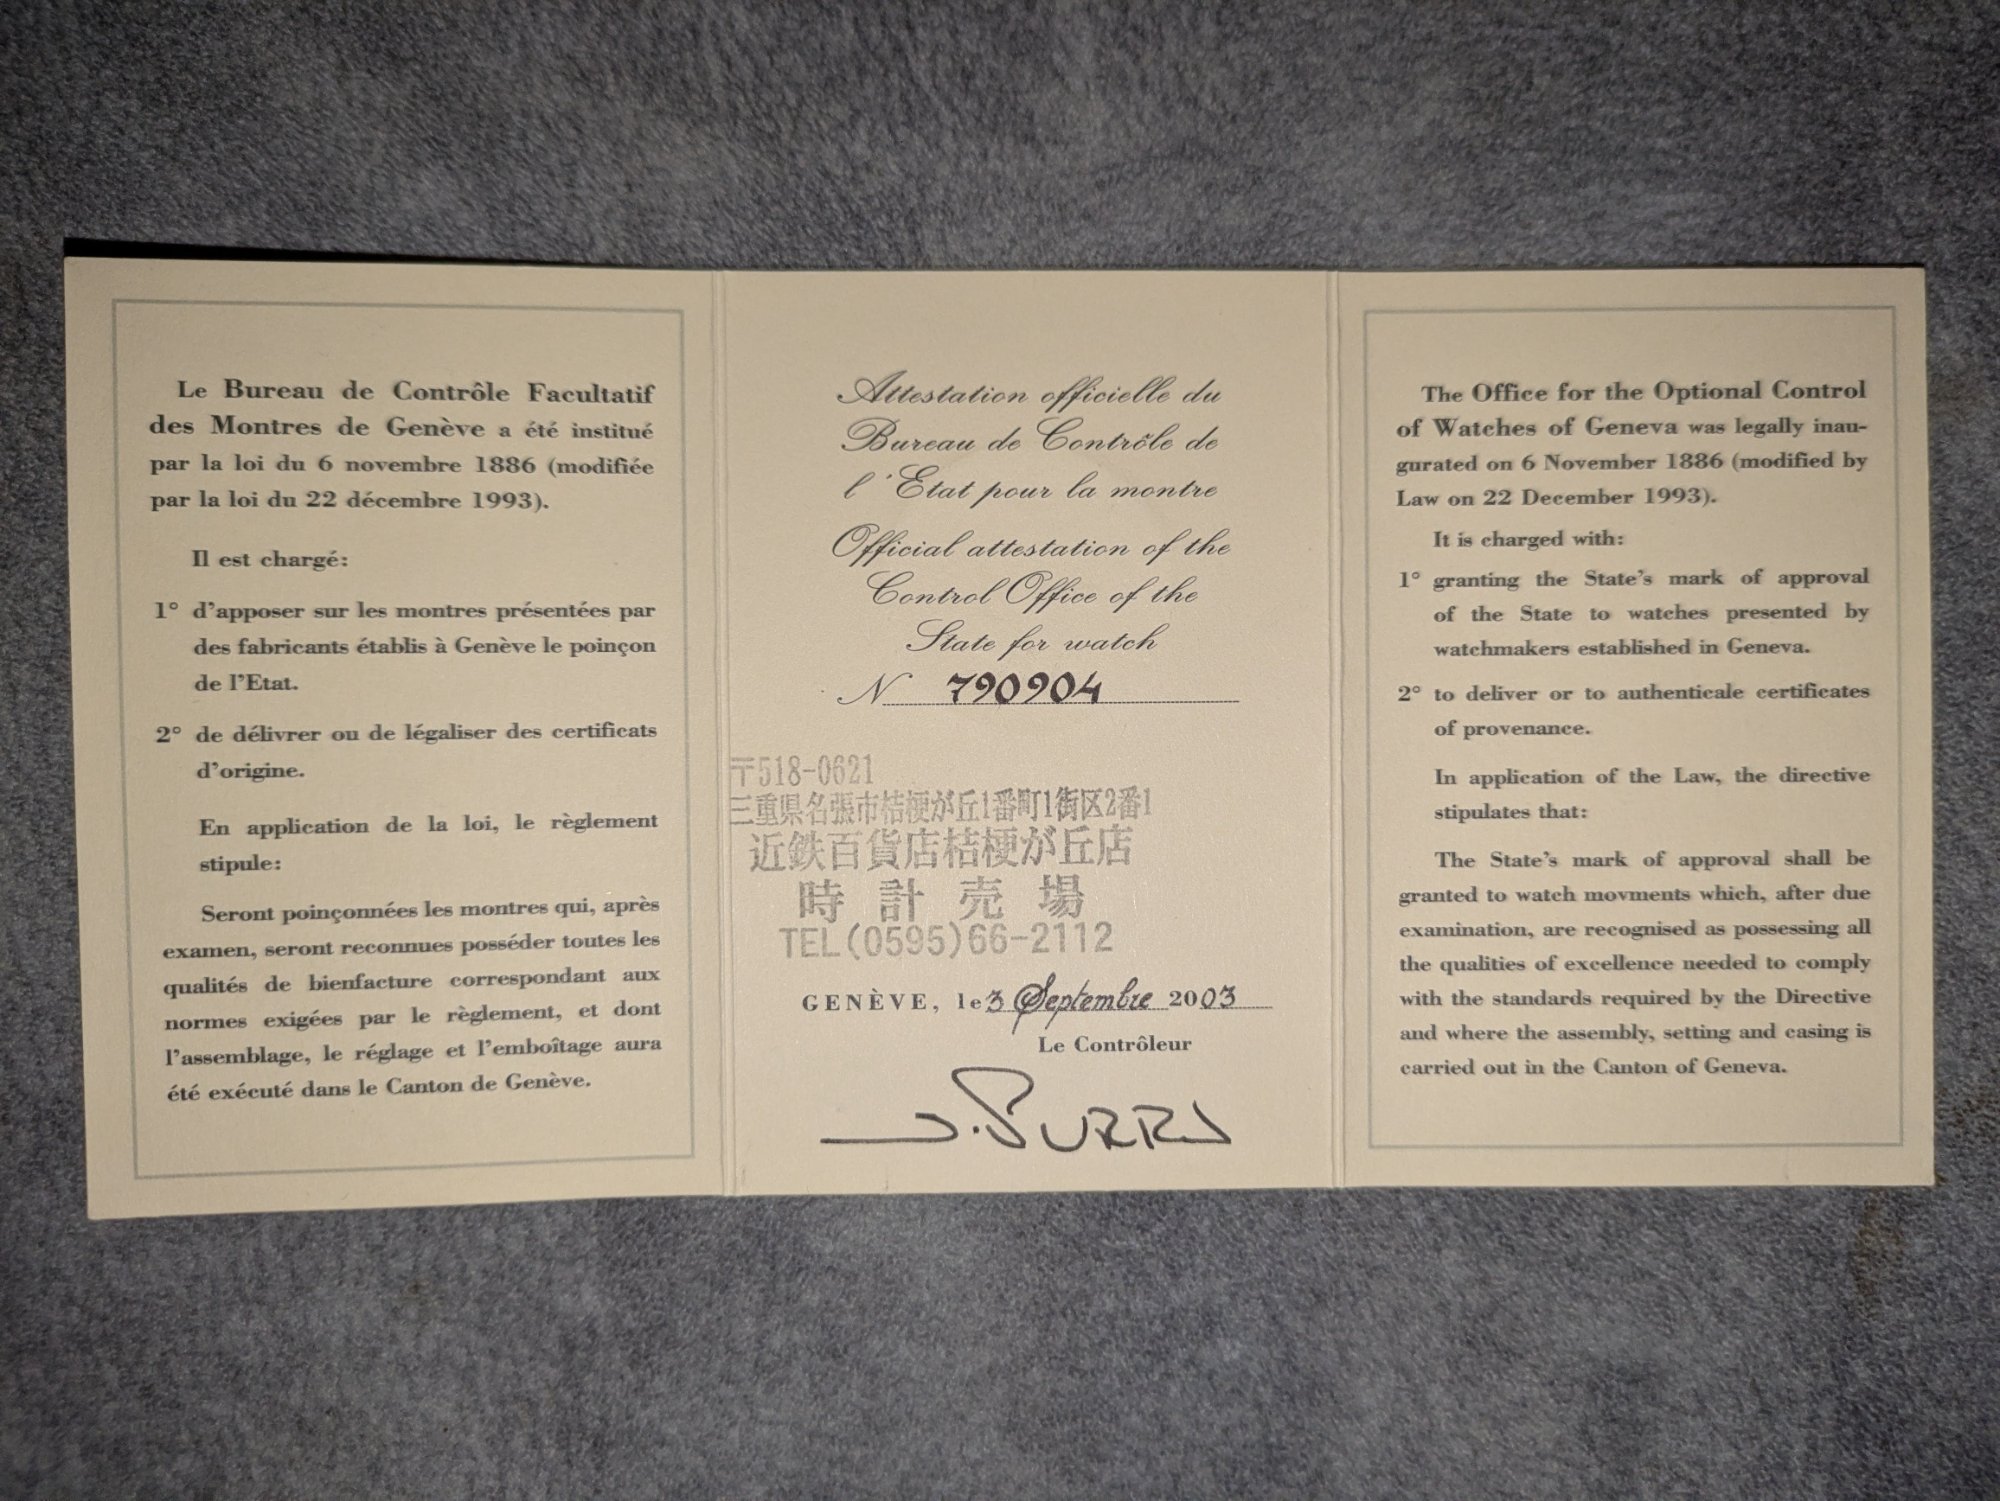 Le Bureau de Contrôle Facultatif
des Montres de Genève a été institué
par la loi du 6 novembre 1886 (modifiée
par la loi du 22 décembre 1993).
Il est chargé:
1° d'apposer sur les montres présentées par
des fabricants établis à Genève le poinçon
de l'Etat.
2° de délivrer ou de légaliser des certificats
d'origine.
En application de la loi, le règlement
stipule:
Seront poinçonnées les montres qui, après
examen, seront reconnues posséder toutes les
qualités de bienfacture correspondant aux
normes exigées par le règlement, et dont
l'assemblage, le réglage et l'emboîtage aura
été exécuté dans le Canton de Genève.
Attestation officielle du
Bureau de Contrôle de
l'Etat pour la montre
Official attestation of the
Control Office of the
State for watch
N 790904
〒518-0621
三重県名張市桔梗が丘1番町1街区2番1
近鉄百貨店桔梗が丘店
時計売場
TEL(0595)66-2112
GENÈVE, le 3 Septembre 2003
Le Contrôleur
The Office for the Optional Control
of Watches of Geneva was legally inau-
gurated on 6 November 1886 (modified by
Law on 22 December 1993).
It is charged with:
1° granting the State's mark of approval
of the State to watches presented by
watchmakers established in Geneva.
2° to deliver or to authenticale certificates
of provenance.
In application of the Law, the directive
stipulates that:
The State's mark of approval shall be
granted to watch movments which, after due
examination, are recognised as possessing all
the qualities of excellence needed to comply
with the standards required by the Directive
and where the assembly, setting and casing is
carried out in the Canton of Geneva.